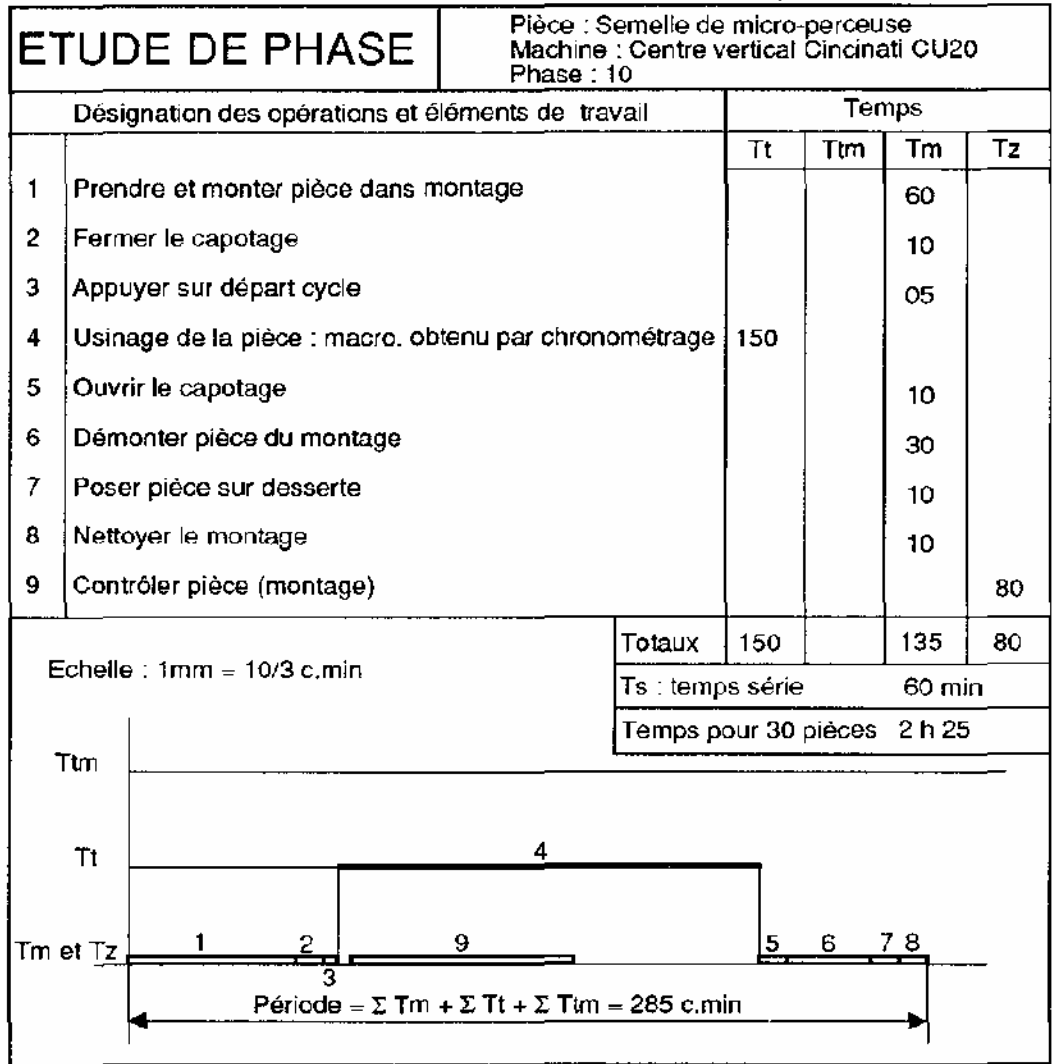 ETUDE DE PHASE
Pièce : Semelle de micro-perceuse
Machine : Centre vertical Cincinati CU20
Phase : 10
Désignation des opérations et éléments de travail
Temps
Tt Ttm Tm Tz
1 Prendre et monter pièce dans montage 60
2 Fermer le capotage 10
3 Appuyer sur départ cycle 05
4 Usinage de la pièce : macro. obtenu par chronométrage 150
5 Ouvrir le capotage 10
6 Démonter pièce du montage 30
7 Poser pièce sur desserte 10
8 Nettoyer le montage 10
9 Contrôler pièce (montage) 80
Totaux 150 135 80
Echelle : 1mm = 10/3 c.min
Ts : temps série 60 min
Temps pour 30 pièces 2 h 25
Ttm
Tt 4
Tm et Tz 1 2 9 5 6 7 8
3
Période = Σ Tm + Σ Tt + Σ Ttm = 285 c.min